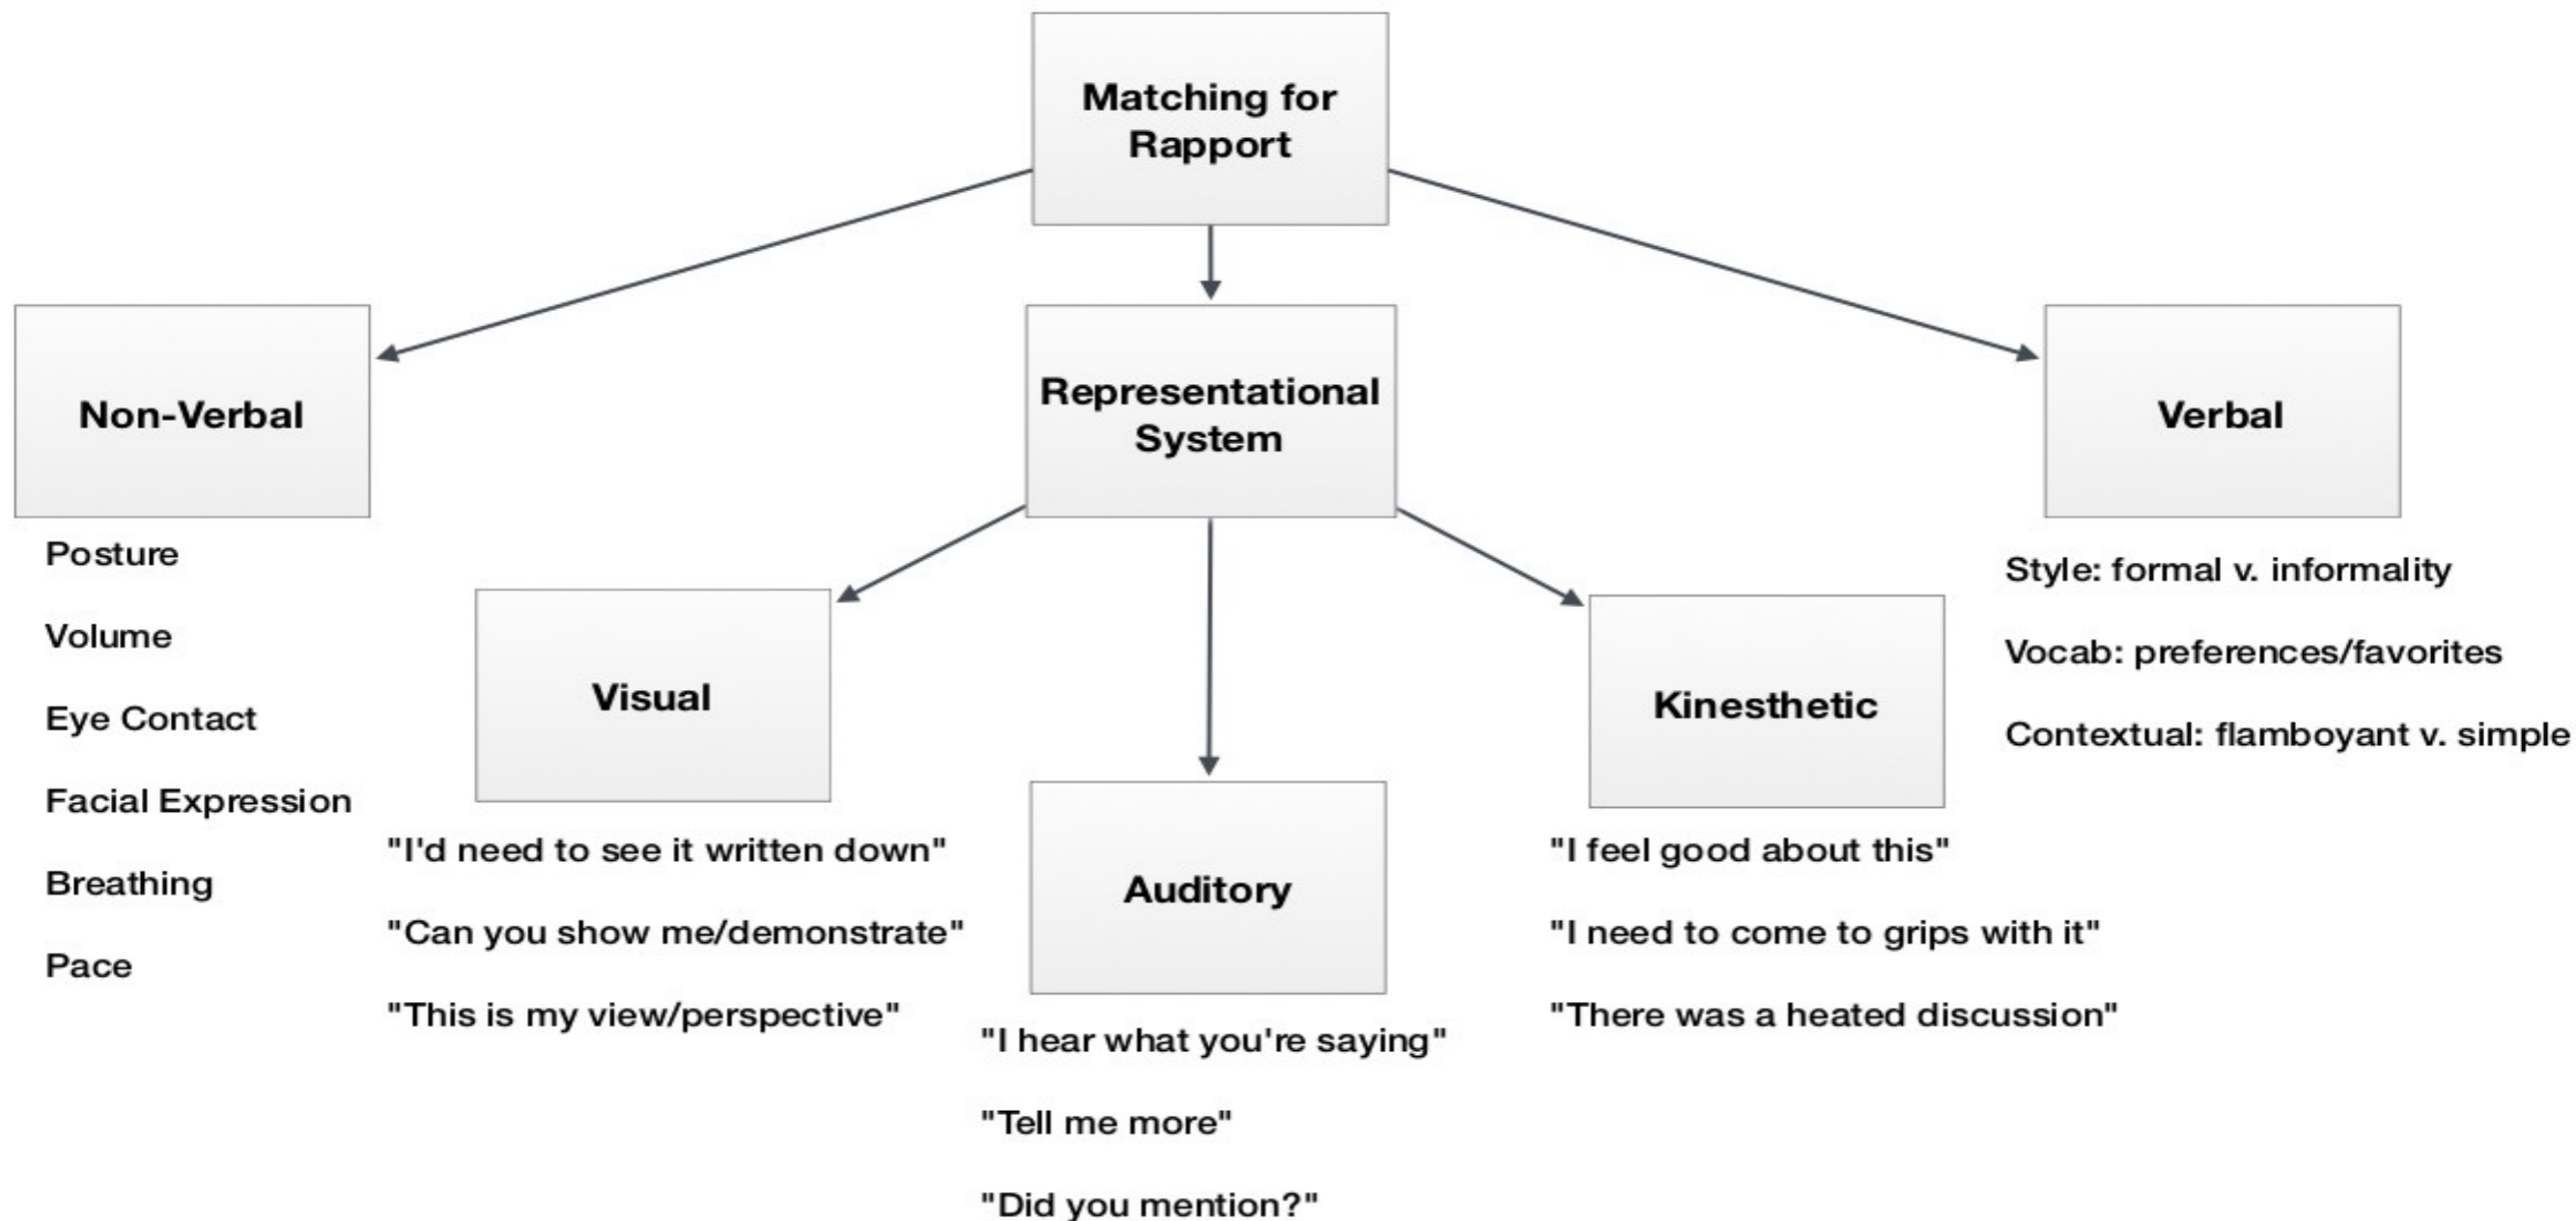 Matching for
Rapport
Non-Verbal
Posture
Volume
Eye Contact
Facial Expression
Breathing
Pace
Representational
System
Visual
"I'd need to see it written down"
"Can you show me/demonstrate"
"This is my view/perspective"
Auditory
"I hear what you're saying"
"Tell me more"
"Did you mention?"
Kinesthetic
"I feel good about this"
"I need to come to grips with it"
"There was a heated discussion"
Verbal
Style: formal v. informality
Vocab: preferences/favorites
Contextual: flamboyant v. simple